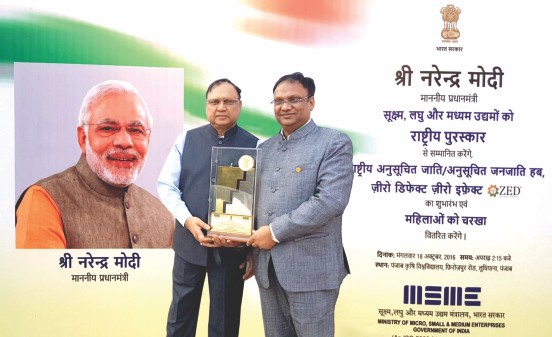 भारत सरकार
श्री नरेन्द्र मोदी
माननीय प्रधानमंत्री
सूक्ष्म, लघु और मध्यम उद्यमों को
राष्ट्रीय पुरस्कार
से सम्मानित करेंगे,
राष्ट्रीय अनुसूचित जाति/अनुसूचित जनजाति हब,
ज़ीरो डिफेक्ट ज़ीरो इफ़ेक्ट ZED
का शुभारंभ एवं
महिलाओं को चरखा
वितरित करेंगे।
दिनांक: मंगलवार 18 अक्टूबर, 2016 समय: अपराह्न 2:15 बजे
स्थान: पंजाब कृषि विश्वविद्यालय, फ़िरोज़पुर रोड, लुधियाना, पंजाब
MSME
सूक्ष्म, लघु और मध्यम उद्यम मंत्रालय, भारत सरकार
MINISTRY OF MICRO, SMALL & MEDIUM ENTERPRISES
GOVERNMENT OF INDIA
श्री नरेन्द्र मोदी
माननीय प्रधानमंत्री